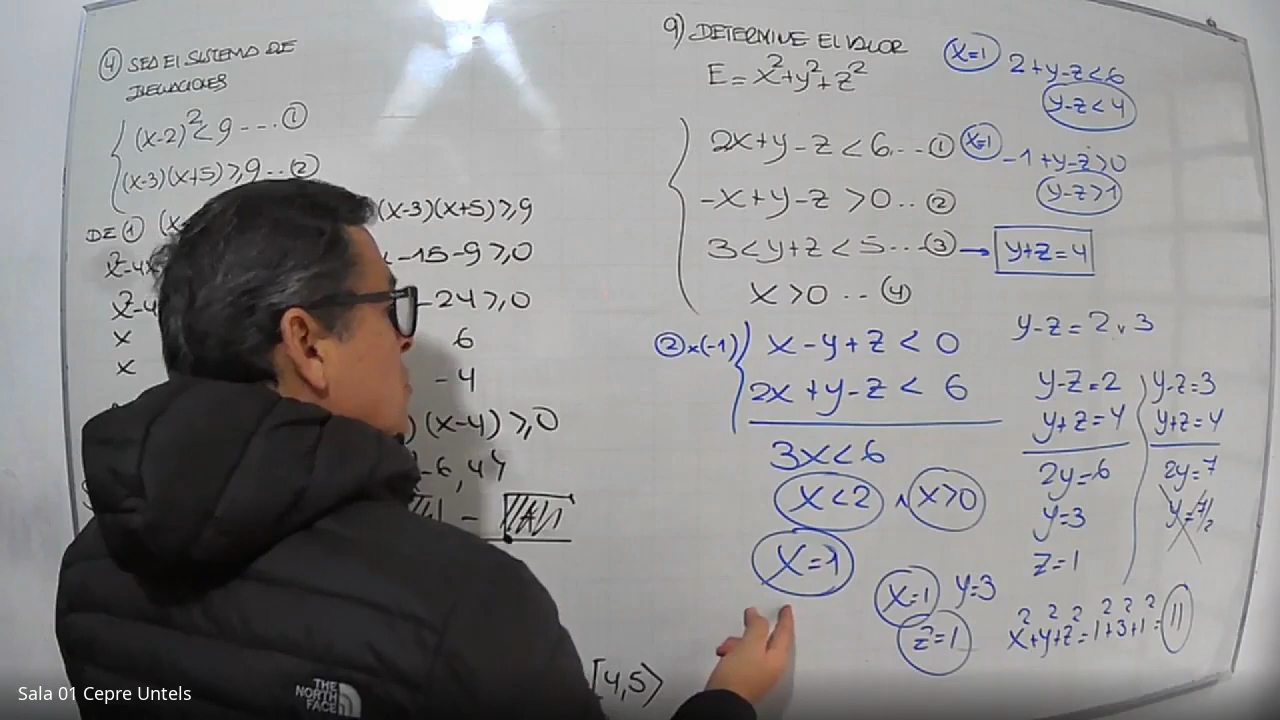 ④ SEA El SISTEMA DE
INECUACIONES
(x-2)² < 9 --- ①
(x-3)(x+5) ⩾ 9 -- ②
DE ① (x
(x-3)(x+5) ⩾ 9
-15-9 ⩾ 0
-24 ⩾ 0
x 6
x -4
)(x-4) ⩾ 0
-6, 4
[4,5⟩
9) DETERMINE El VALOR
E = x²+y²+z²
2x+y-z < 6 --- ①
-x+y-z > 0 .. ②
3 < y+z < 5 --- ③ → y+z=4
x > 0 .. ④
②x(-1) x-y+z < 0
2x+y-z < 6
3x < 6
x < 2 ∧ x > 0
x=1
x=1 y=3
z=1
x=1 2+y-z < 6
y-z < 4
x=1 -1+y-z > 0
y-z > 1
y-z = 2 v 3
y-z=2
y+z=4
2y=6
y=3
z=1
y-z=3
y+z=4
2y=7
y=7/2
x²+y²+z²=1²+3²+1²=11
Sala 01 Cepre Untels
THE
NORTH
FACE